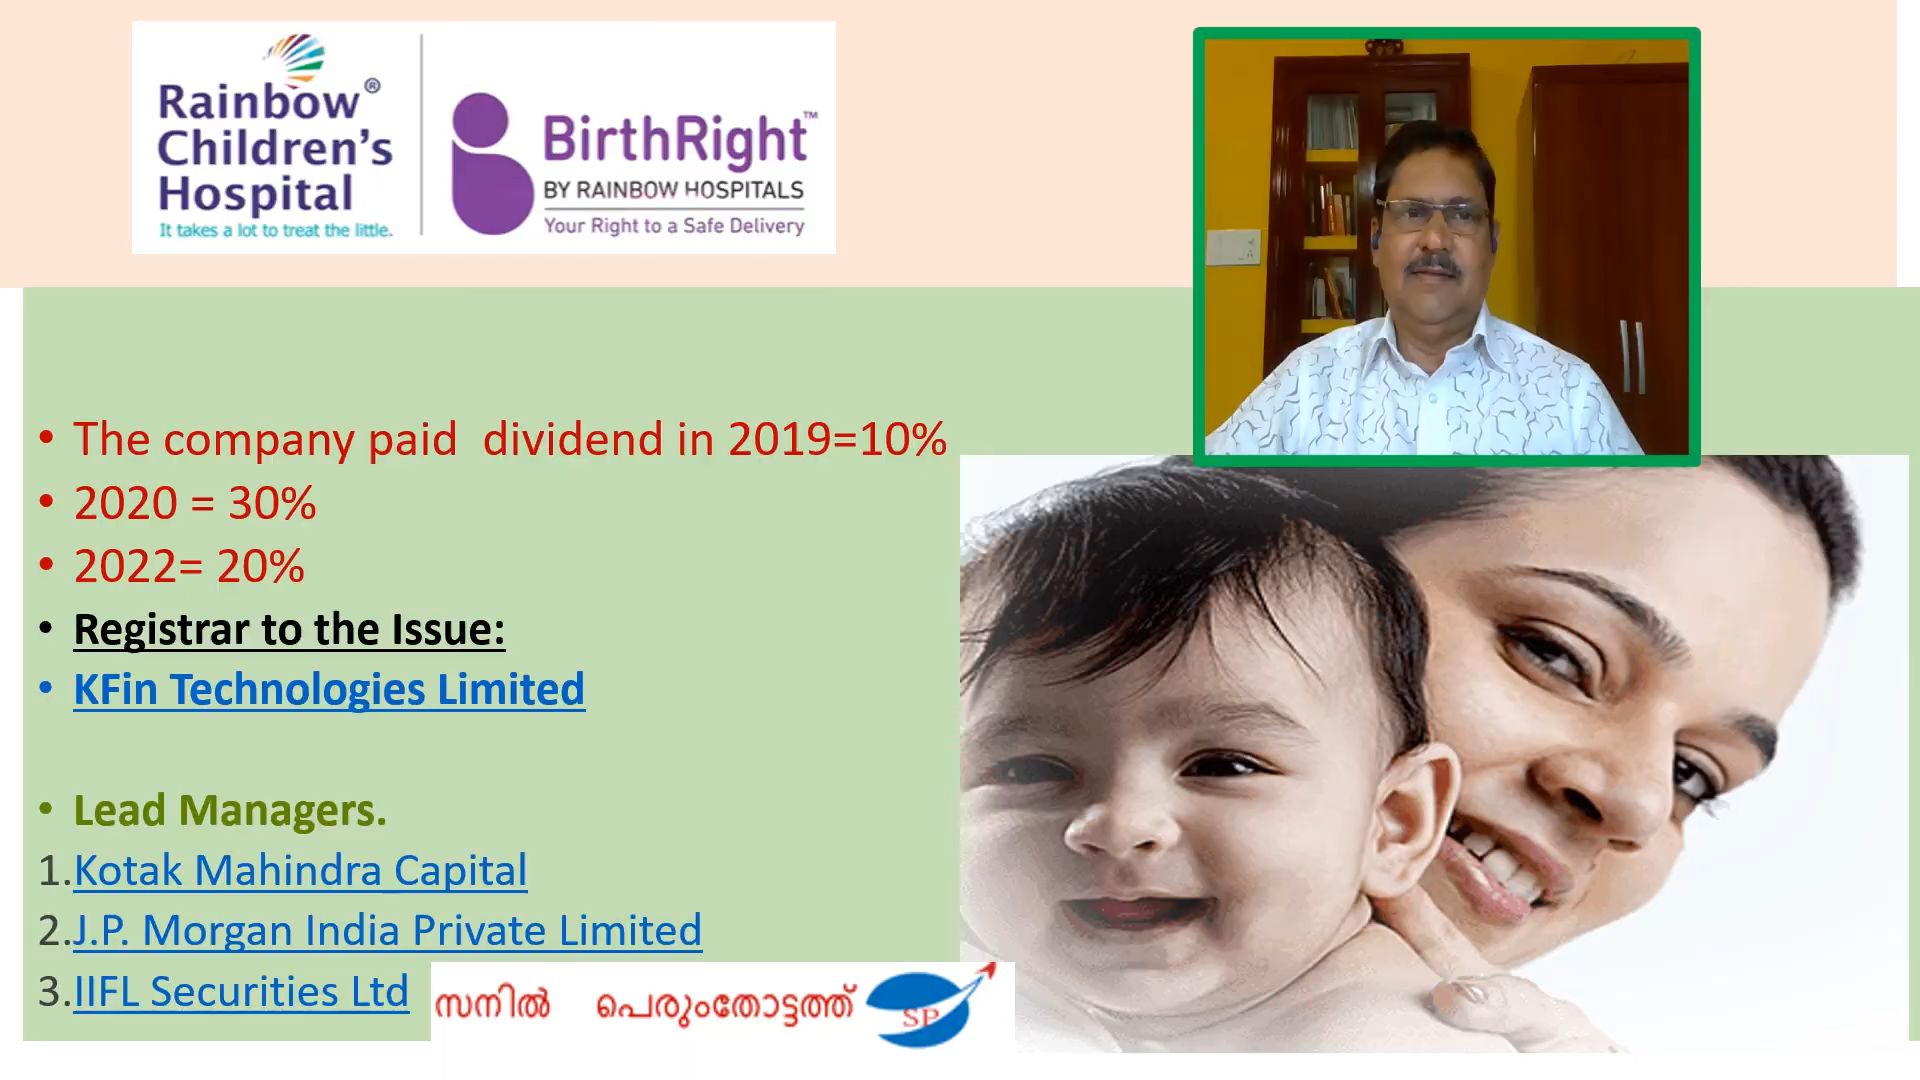 Rainbow®
Children's
Hospital
It takes a lot to treat the little.
BirthRight™
BY RAINBOW HOSPITALS
Your Right to a Safe Delivery
• The company paid  dividend in 2019=10%
• 2020 = 30%
• 2022= 20%
• Registrar to the Issue:
• KFin Technologies Limited
• Lead Managers.
1.Kotak Mahindra Capital
2.J.P. Morgan India Private Limited
3.IIFL Securities Ltd
സനിൽ പെരുംതോട്ടത്ത്
SP